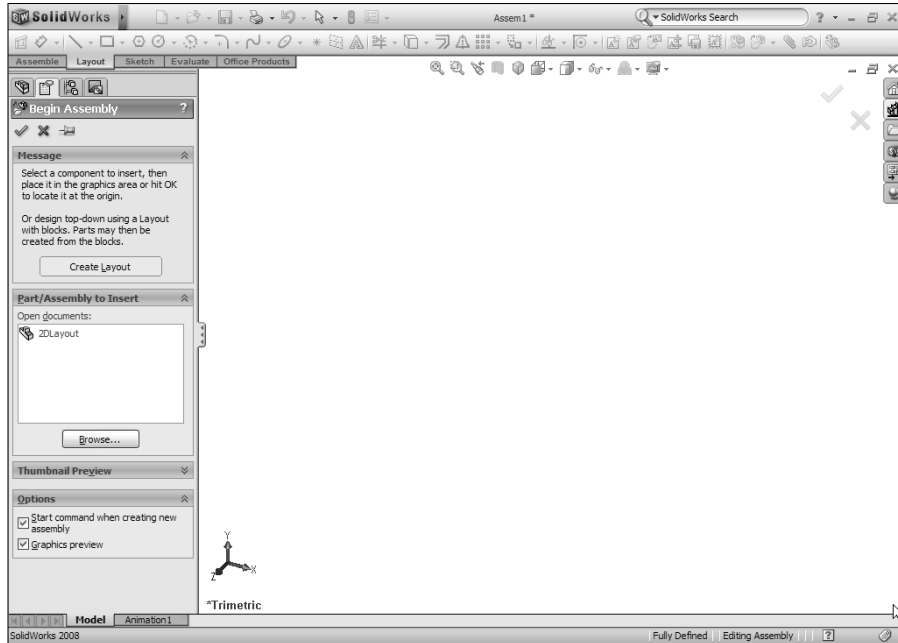 SolidWorks
Assem1 *
SolidWorks Search
?
Assemble
Layout
Sketch
Evaluate
Office Products
Begin Assembly
?
Message
Select a component to insert, then
place it in the graphics area or hit OK
to locate it at the origin.
Or design top-down using a Layout
with blocks. Parts may then be
created from the blocks.
Create Layout
Part/Assembly to Insert
Open documents:
2DLayout
Browse...
Thumbnail Preview
Options
Start command when creating new
assembly
Graphics preview
Y
X
Z
*Trimetric
Model
Animation1
SolidWorks 2008
Fully Defined
Editing Assembly
?